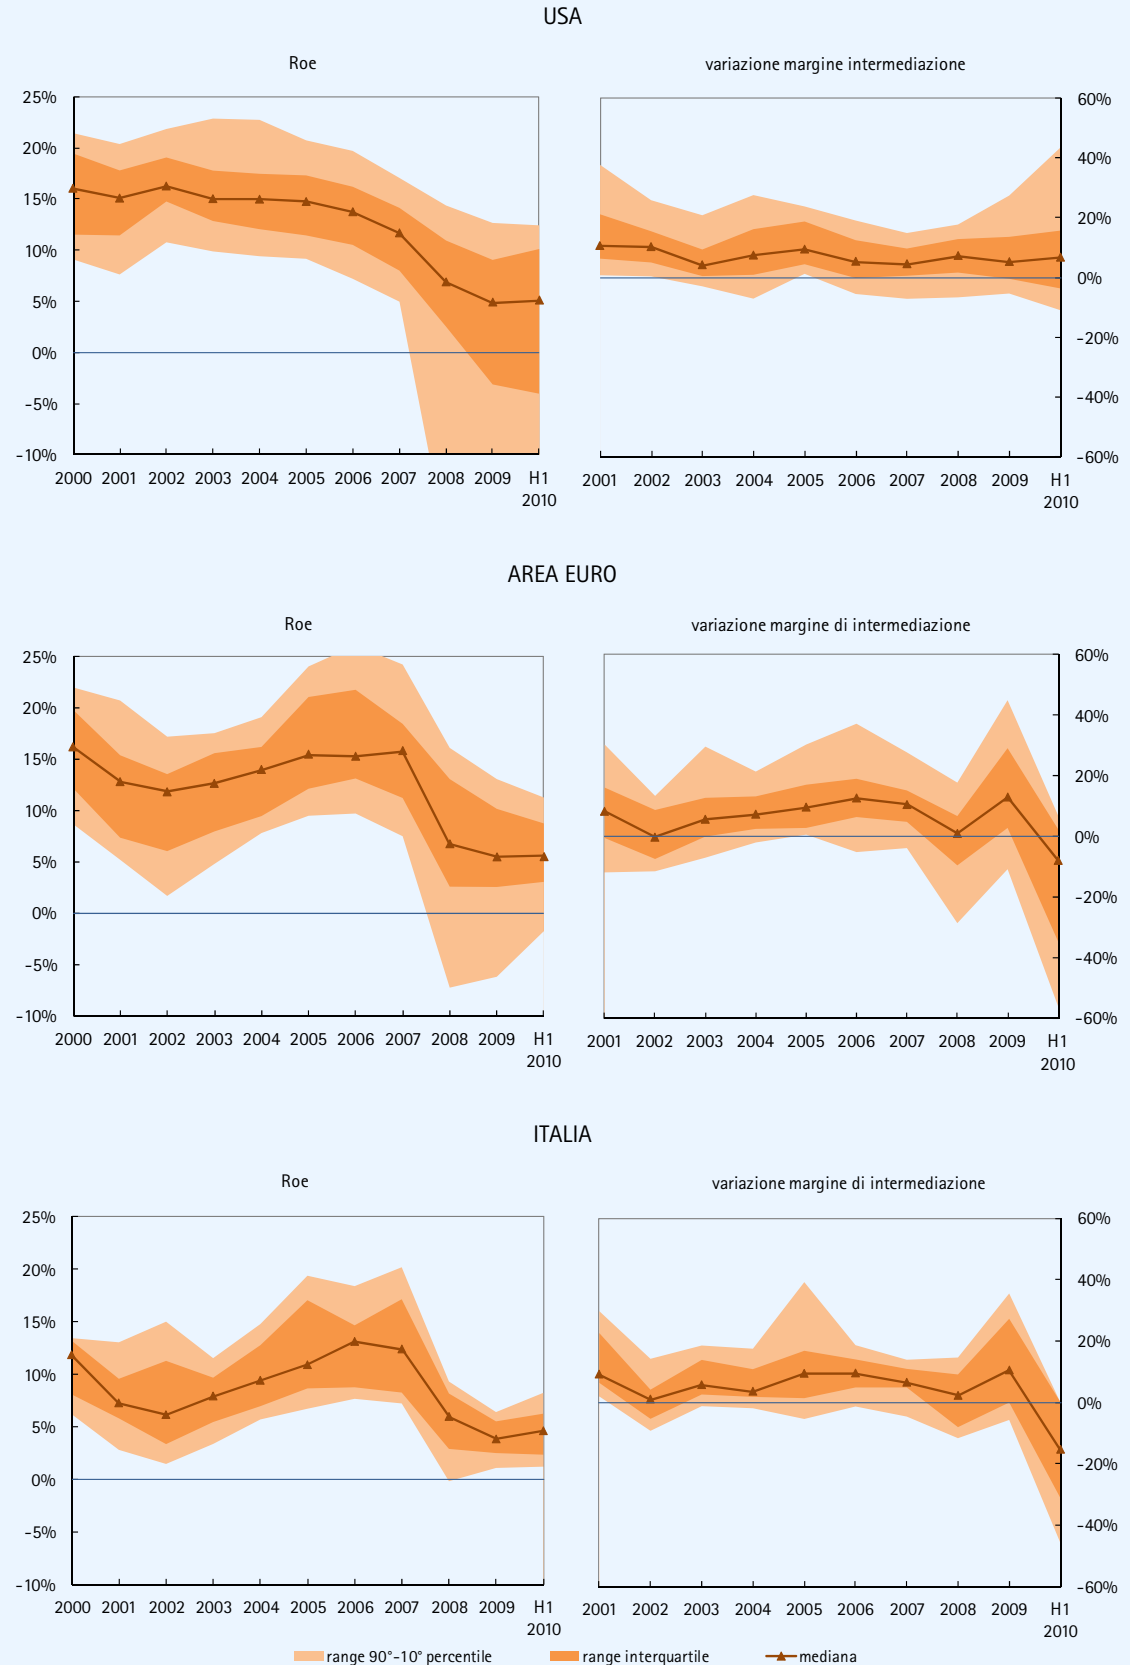 USA
Roe
variazione margine intermediazione
25%
20%
15%
10%
5%
0%
-5%
-10%
60%
40%
20%
0%
-20%
-40%
-60%
2000 2001 2002 2003 2004 2005 2006 2007 2008 2009 H1 2010
2001 2002 2003 2004 2005 2006 2007 2008 2009 H1 2010
AREA EURO
Roe
variazione margine di intermediazione
25%
20%
15%
10%
5%
0%
-5%
-10%
60%
40%
20%
0%
-20%
-40%
-60%
2000 2001 2002 2003 2004 2005 2006 2007 2008 2009 H1 2010
2001 2002 2003 2004 2005 2006 2007 2008 2009 H1 2010
ITALIA
Roe
variazione margine di intermediazione
25%
20%
15%
10%
5%
0%
-5%
-10%
60%
40%
20%
0%
-20%
-40%
-60%
2000 2001 2002 2003 2004 2005 2006 2007 2008 2009 H1 2010
2001 2002 2003 2004 2005 2006 2007 2008 2009 H1 2010
range 90°-10° percentile range interquartile mediana